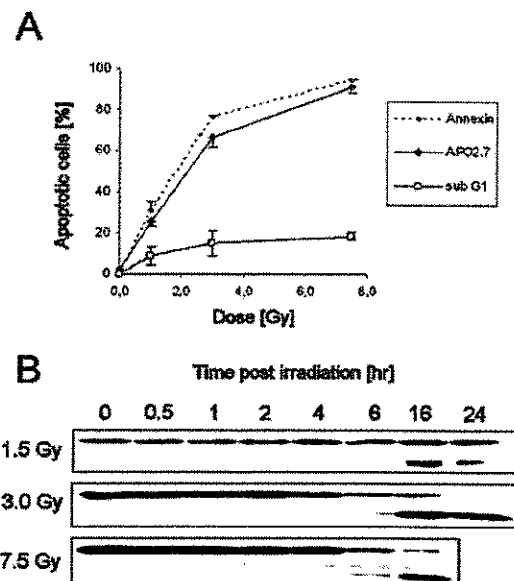 A
100
80
60
40
20
0
Apoptotic cells [%]
0,0 2,0 4,0 6,0 8,0
Dose [Gy]
Annexin
APO2.7
sub G1
B
Time post irradiation [hr]
0 0.5 1 2 4 6 16 24
1.5 Gy
3.0 Gy
7.5 Gy